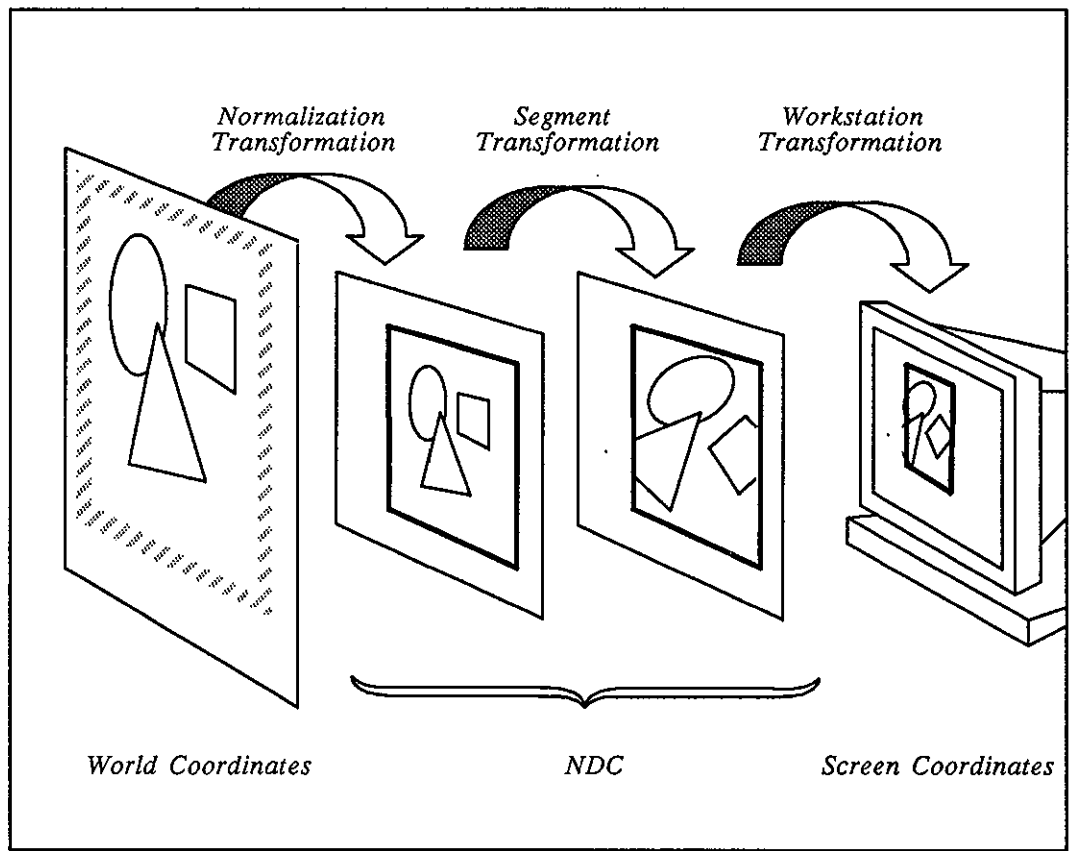 Normalization
Transformation
Segment
Transformation
Workstation
Transformation
World Coordinates
NDC
Screen Coordinates